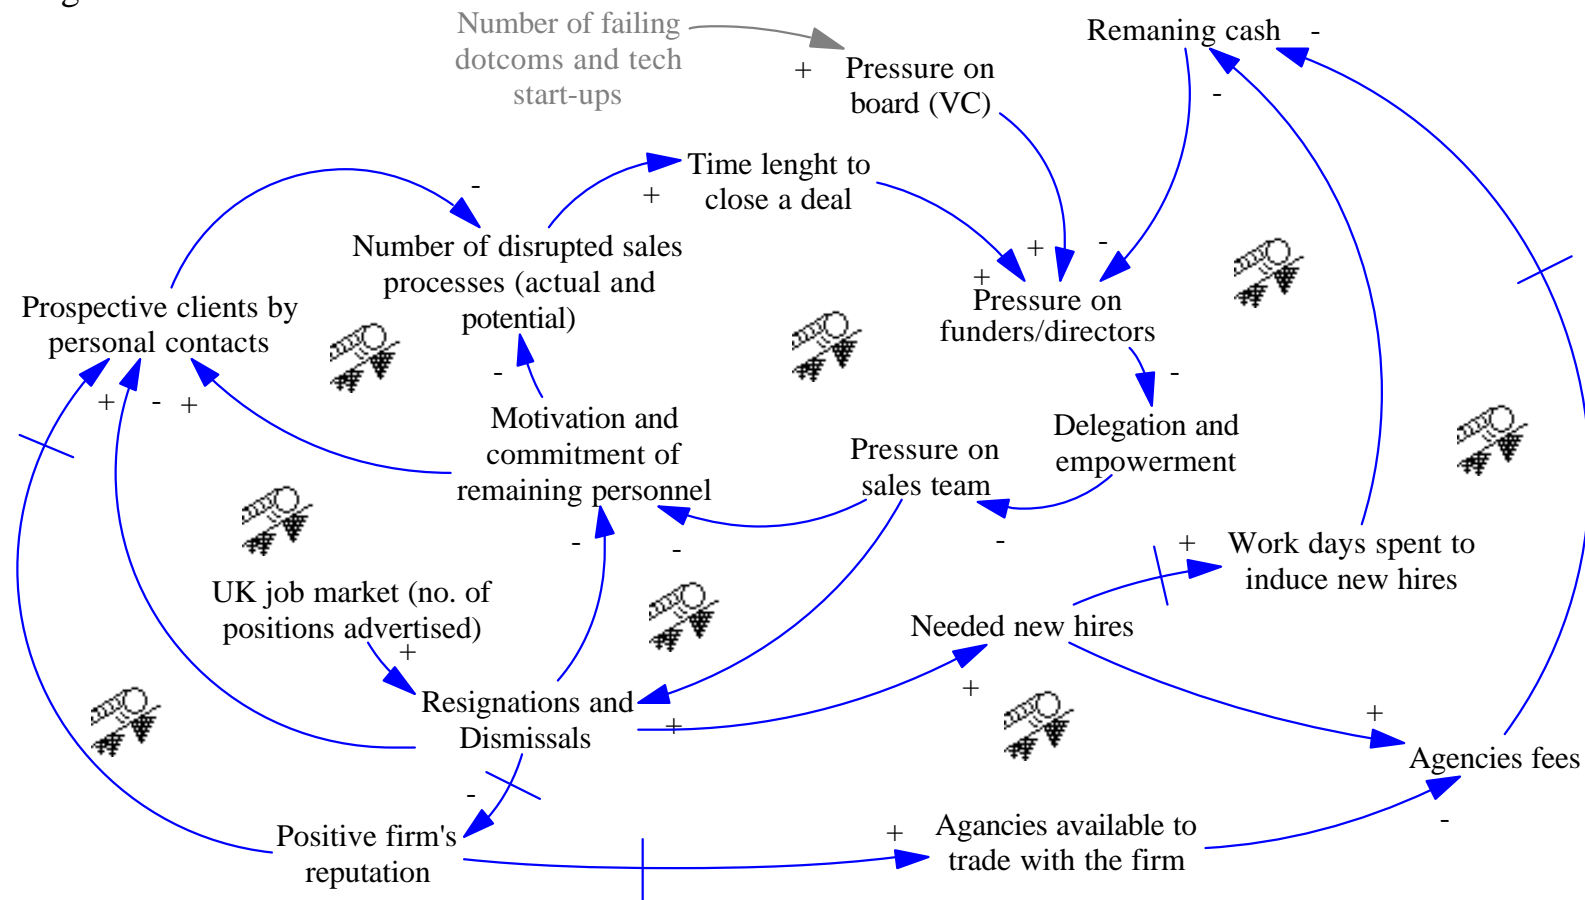 Number of failing
dotcoms and tech
start-ups
+
Pressure on
board (VC)
Remaning cash
-
-
Time lenght to
close a deal
-
+
Number of disrupted sales
processes (actual and
potential)
+
-
+
Pressure on
funders/directors
Prospective clients by
personal contacts
-
-
+
-
+
Motivation and
commitment of
remaining personnel
Pressure on
sales team
Delegation and
empowerment
-
-
-
+
Work days spent to
induce new hires
UK job market (no. of
positions advertised)
+
Needed new hires
+
Resignations and
Dismissals
+
+
Agencies fees
-
Positive firm's
reputation
+
Agancies available to
trade with the firm
-